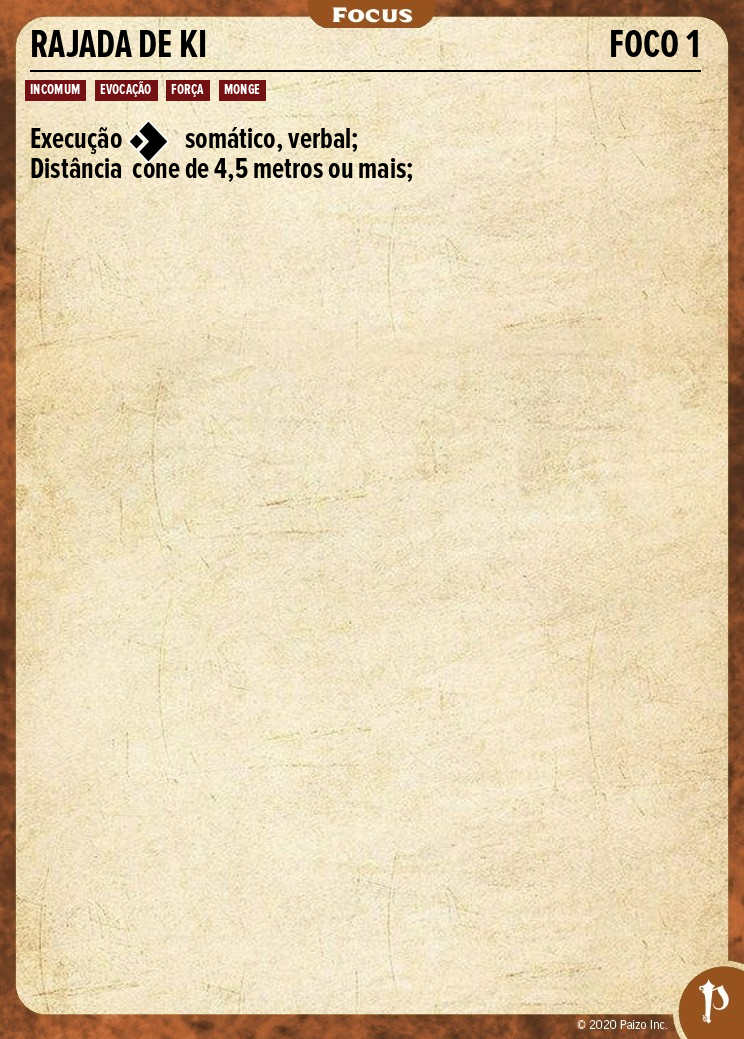 Focus
RAJADA DE KI FOCO 1
INCOMUM EVOCAÇÃO FORÇA MONGE
Execução somático, verbal;
Distância cone de 4,5 metros ou mais;
© 2020 Paizo Inc.